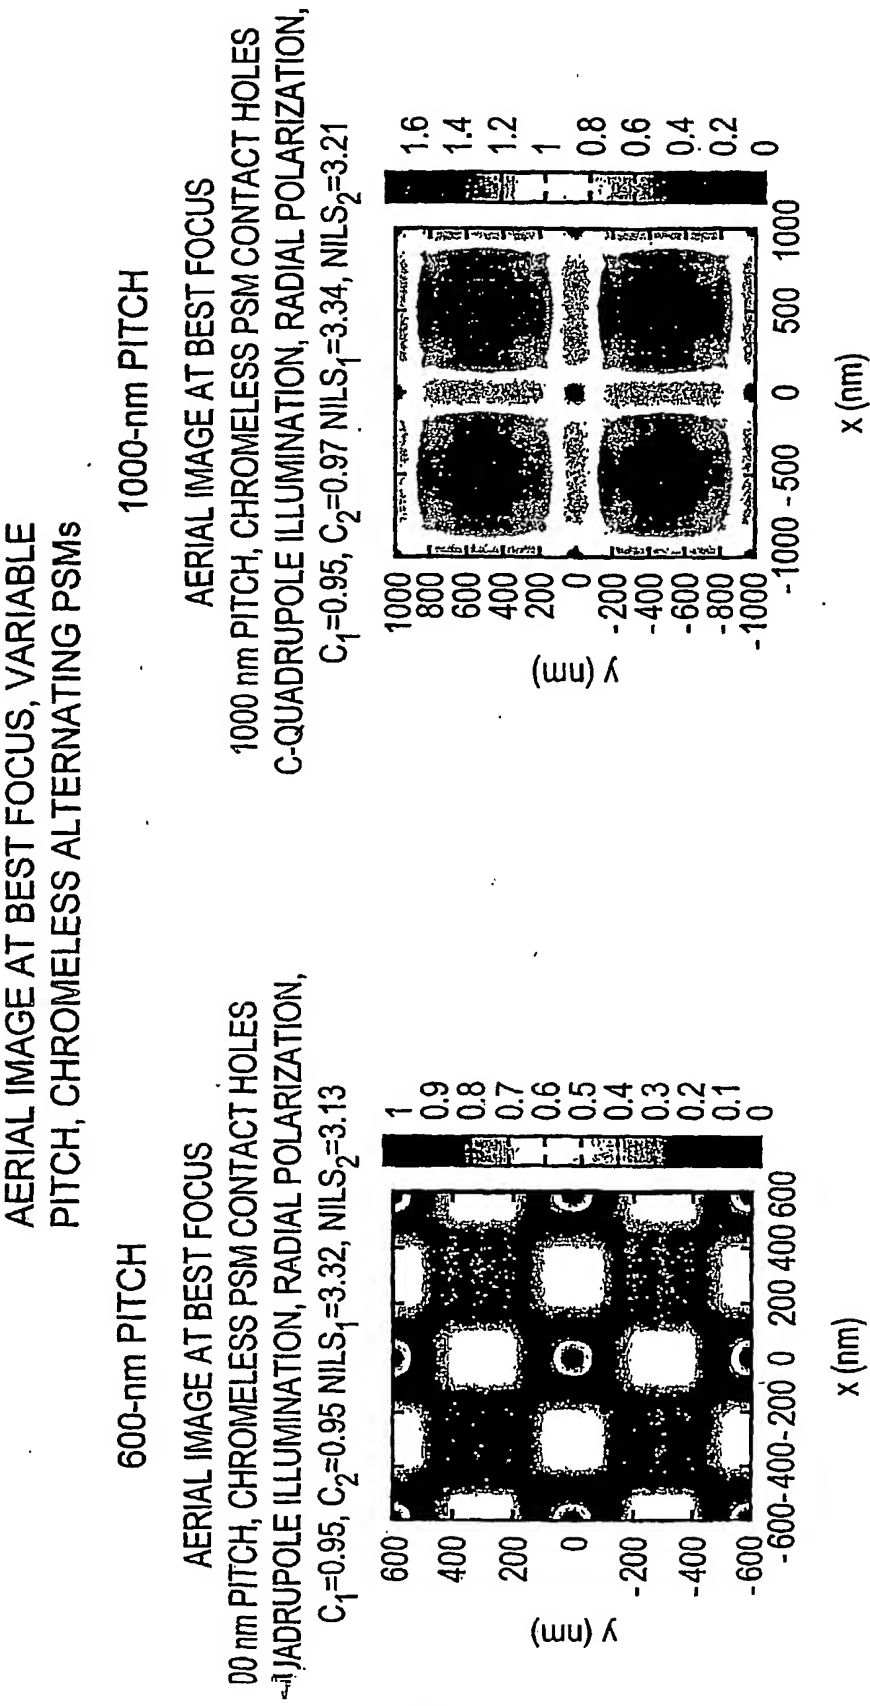 AERIAL IMAGE AT BEST FOCUS, VARIABLE
PITCH, CHROMELESS ALTERNATING PSMs
600-nm PITCH
AERIAL IMAGE AT BEST FOCUS
00 nm PITCH, CHROMELESS PSM CONTACT HOLES
JADRUPOLE ILLUMINATION, RADIAL POLARIZATION,
C1=0.95, C2=0.95 NILS1=3.32, NILS2=3.13
600
400
200
0
-200
-400
-600
y (nm)
-600-400-200 0 200 400 600
x (nm)
1
0.9
0.8
0.7
0.6
0.5
0.4
0.3
0.2
0.1
0
1000-nm PITCH
AERIAL IMAGE AT BEST FOCUS
1000 nm PITCH, CHROMELESS PSM CONTACT HOLES
C-QUADRUPOLE ILLUMINATION, RADIAL POLARIZATION,
C1=0.95, C2=0.97 NILS1=3.34, NILS2=3.21
1000
800
600
400
200
0
-200
-400
-600
-800
-1000
y (nm)
-1000 -500 0 500 1000
x (nm)
1.6
1.4
1.2
1
0.8
0.6
0.4
0.2
0